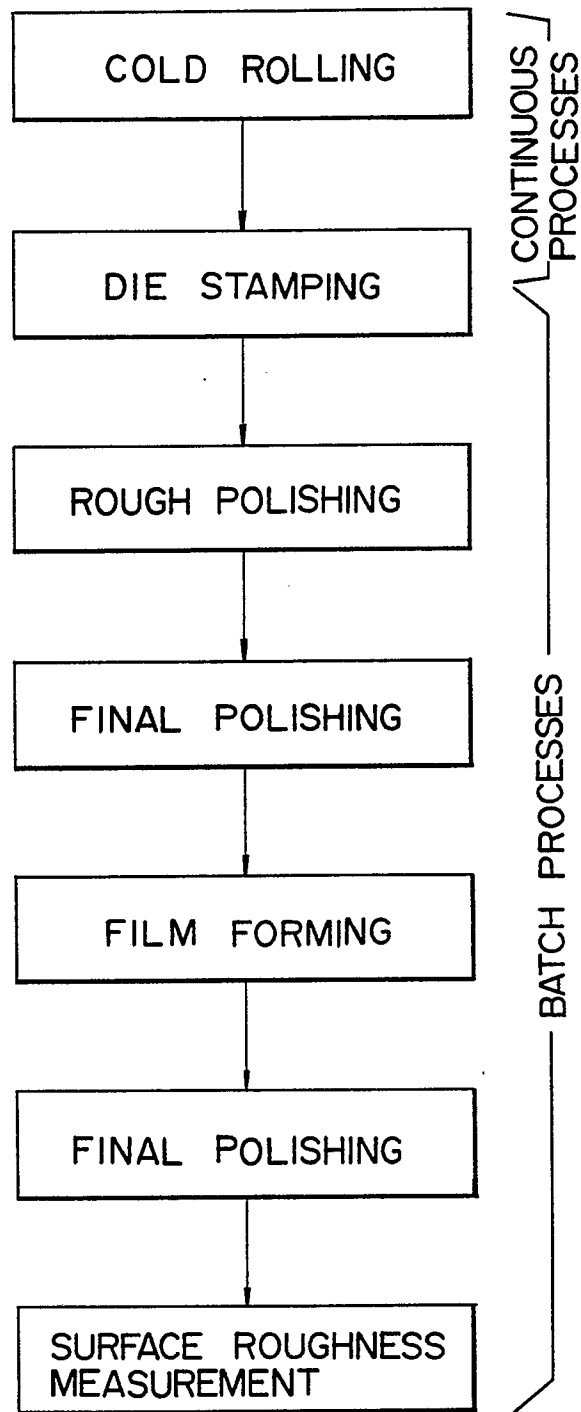 COLD ROLLING
DIE STAMPING
ROUGH POLISHING
FINAL POLISHING
FILM FORMING
FINAL POLISHING
SURFACE ROUGHNESS
MEASUREMENT
CONTINUOUS
PROCESSES
BATCH PROCESSES